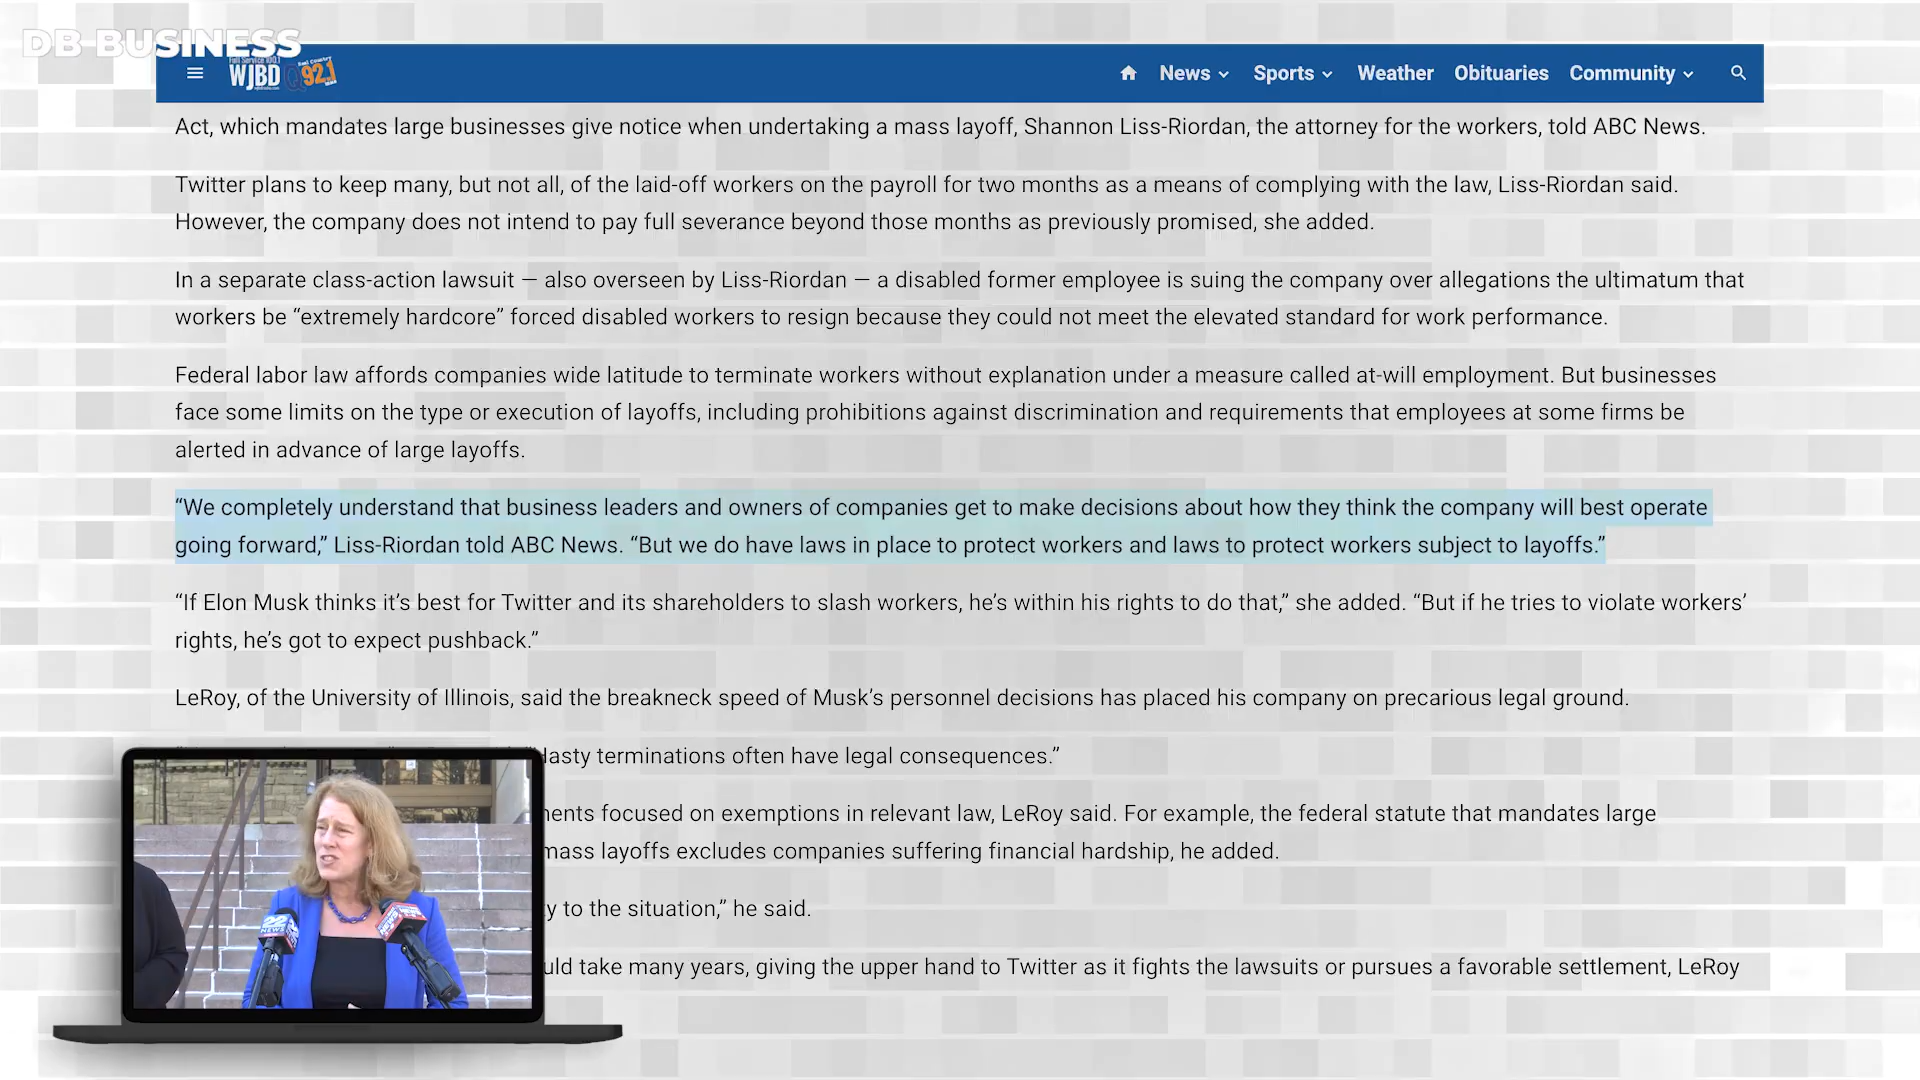 DB BUSINESS
WJBD
92.1
News
Sports
Weather
Obituaries
Community
Act, which mandates large businesses give notice when undertaking a mass layoff, Shannon Liss-Riordan, the attorney for the workers, told ABC News.
Twitter plans to keep many, but not all, of the laid-off workers on the payroll for two months as a means of complying with the law, Liss-Riordan said.
However, the company does not intend to pay full severance beyond those months as previously promised, she added.
In a separate class-action lawsuit — also overseen by Liss-Riordan — a disabled former employee is suing the company over allegations the ultimatum that
workers be “extremely hardcore” forced disabled workers to resign because they could not meet the elevated standard for work performance.
Federal labor law affords companies wide latitude to terminate workers without explanation under a measure called at-will employment. But businesses
face some limits on the type or execution of layoffs, including prohibitions against discrimination and requirements that employees at some firms be
alerted in advance of large layoffs.
“We completely understand that business leaders and owners of companies get to make decisions about how they think the company will best operate
going forward,” Liss-Riordan told ABC News. “But we do have laws in place to protect workers and laws to protect workers subject to layoffs.”
“If Elon Musk thinks it’s best for Twitter and its shareholders to slash workers, he’s within his rights to do that,” she added. “But if he tries to violate workers’
rights, he’s got to expect pushback.”
LeRoy, of the University of Illinois, said the breakneck speed of Musk’s personnel decisions has placed his company on precarious legal ground.
terminations often have legal consequences.”
focused on exemptions in relevant law, LeRoy said. For example, the federal statute that mandates large
mass layoffs excludes companies suffering financial hardship, he added.
to the situation,” he said.
take many years, giving the upper hand to Twitter as it fights the lawsuits or pursues a favorable settlement, LeRoy
22
NEWS